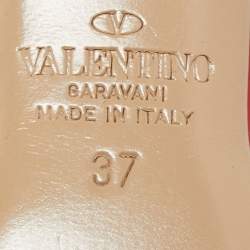 VALENTINO
GARAVANI
MADE IN ITALY
37